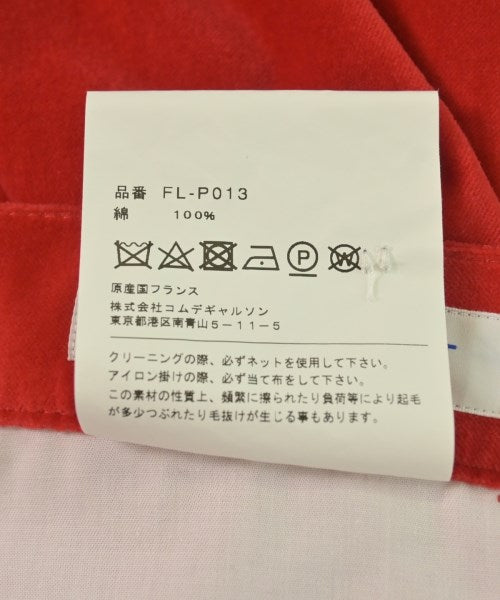 品番 FL-P013
綿 100%
P W
原産国フランス
株式会社コムデギャルソン
東京都港区南青山5-11-5
クリーニングの際、必ずネットを使用して下さい。
アイロン掛けの際、必ず当て布をして下さい。
この素材の性質上、頻繁に擦られたり負荷等により起毛
が多少つぶれたり毛抜けが生じる事もあります。